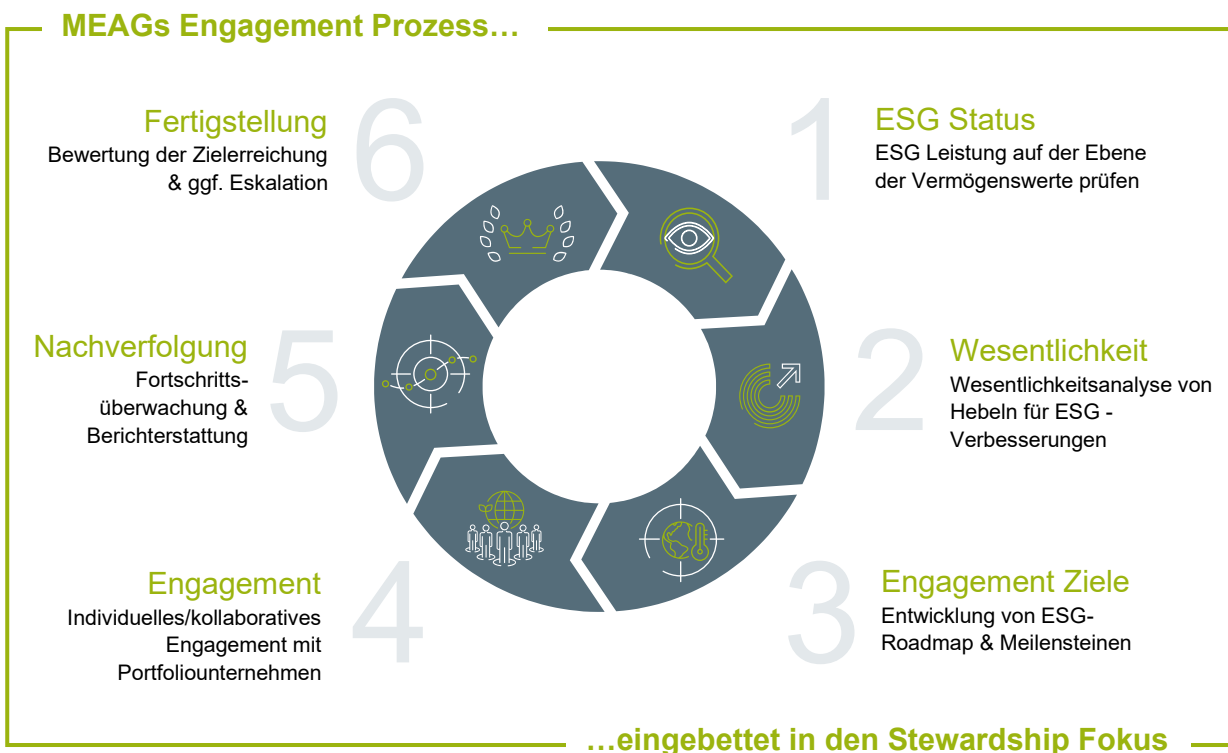 MEAGs Engagement Prozess…
1
ESG Status
ESG Leistung auf der Ebene
der Vermögenswerte prüfen
2
Wesentlichkeit
Wesentlichkeitsanalyse von
Hebeln für ESG -
Verbesserungen
3
Engagement Ziele
Entwicklung von ESG-
Roadmap & Meilensteinen
4
Engagement
Individuelles/kollaboratives
Engagement mit
Portfoliounternehmen
5
Nachverfolgung
Fortschritts-
überwachung &
Berichterstattung
6
Fertigstellung
Bewertung der Zielerreichung
& ggf. Eskalation
…eingebettet in den Stewardship Fokus